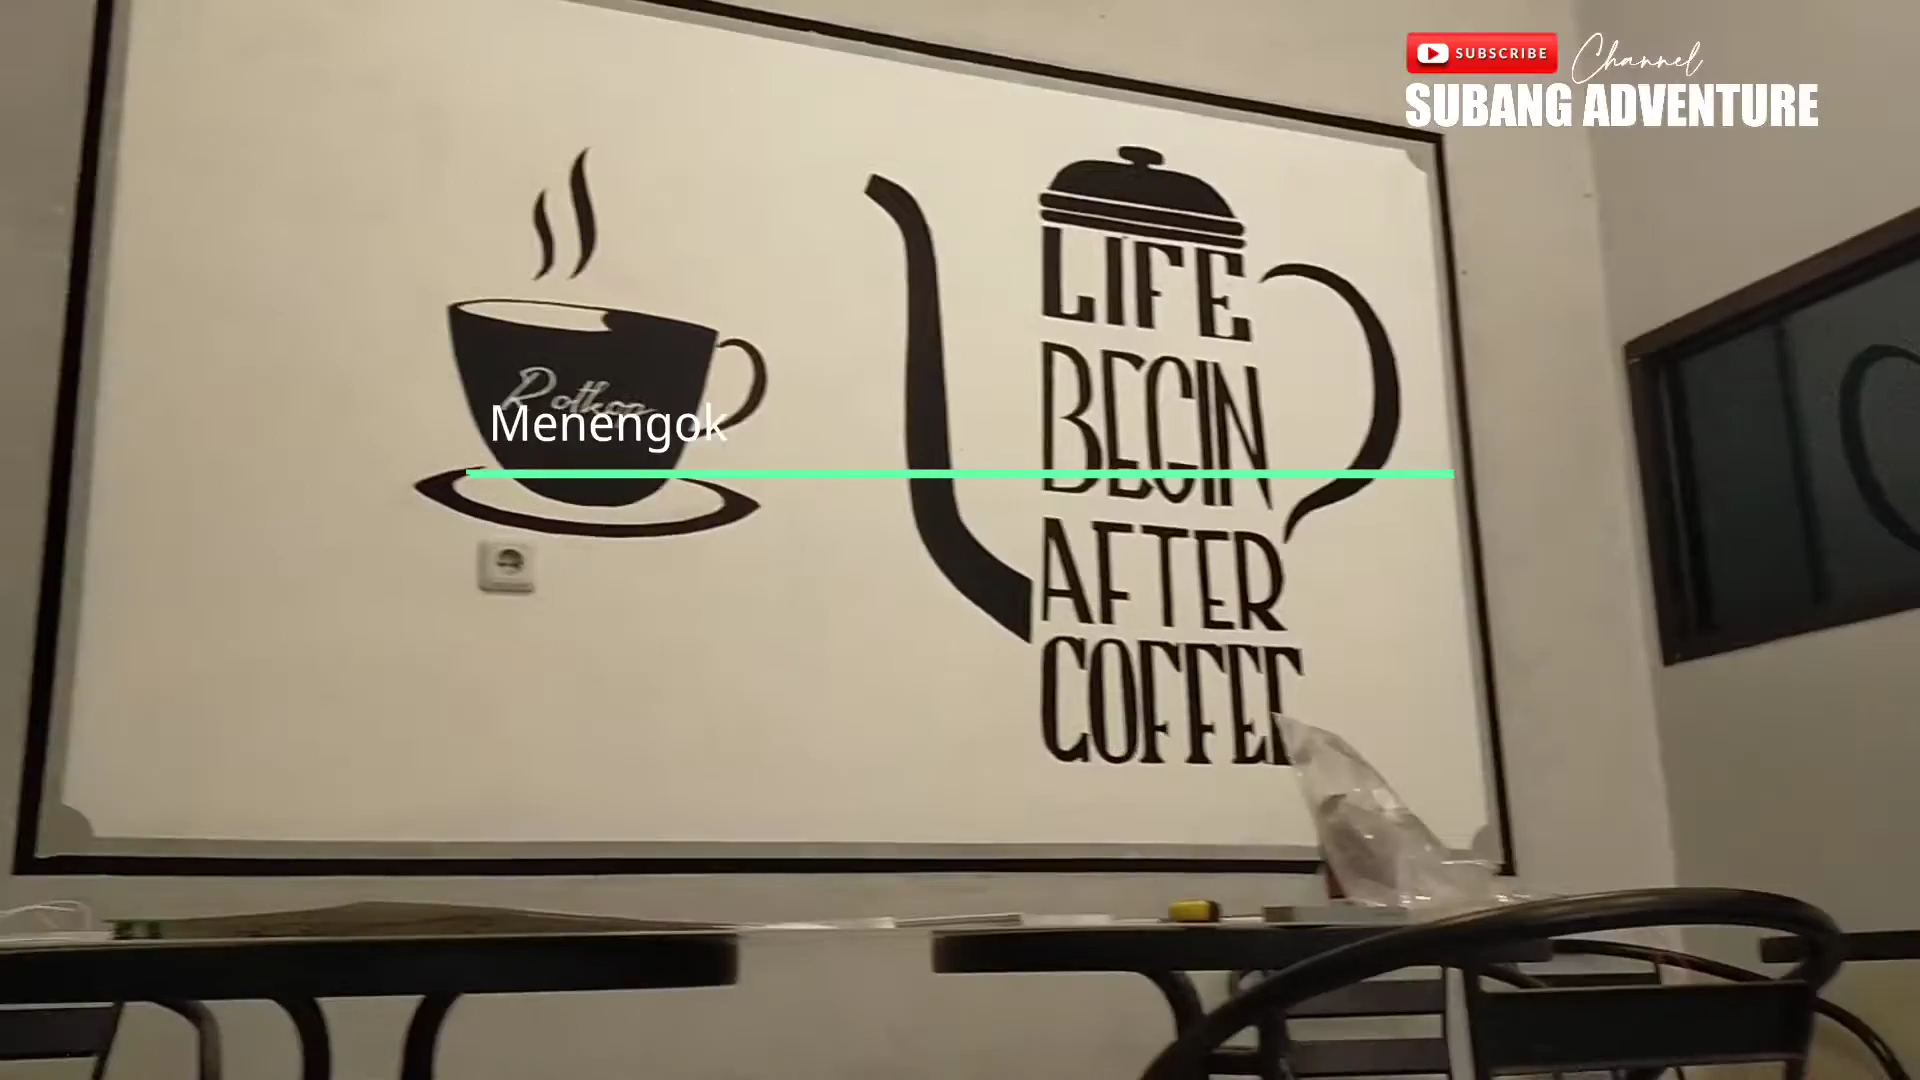 SUBSCRIBE
Channel
SUBANG ADVENTURE
Menengok
LIFE
BEGIN
AFTER
COFFEE